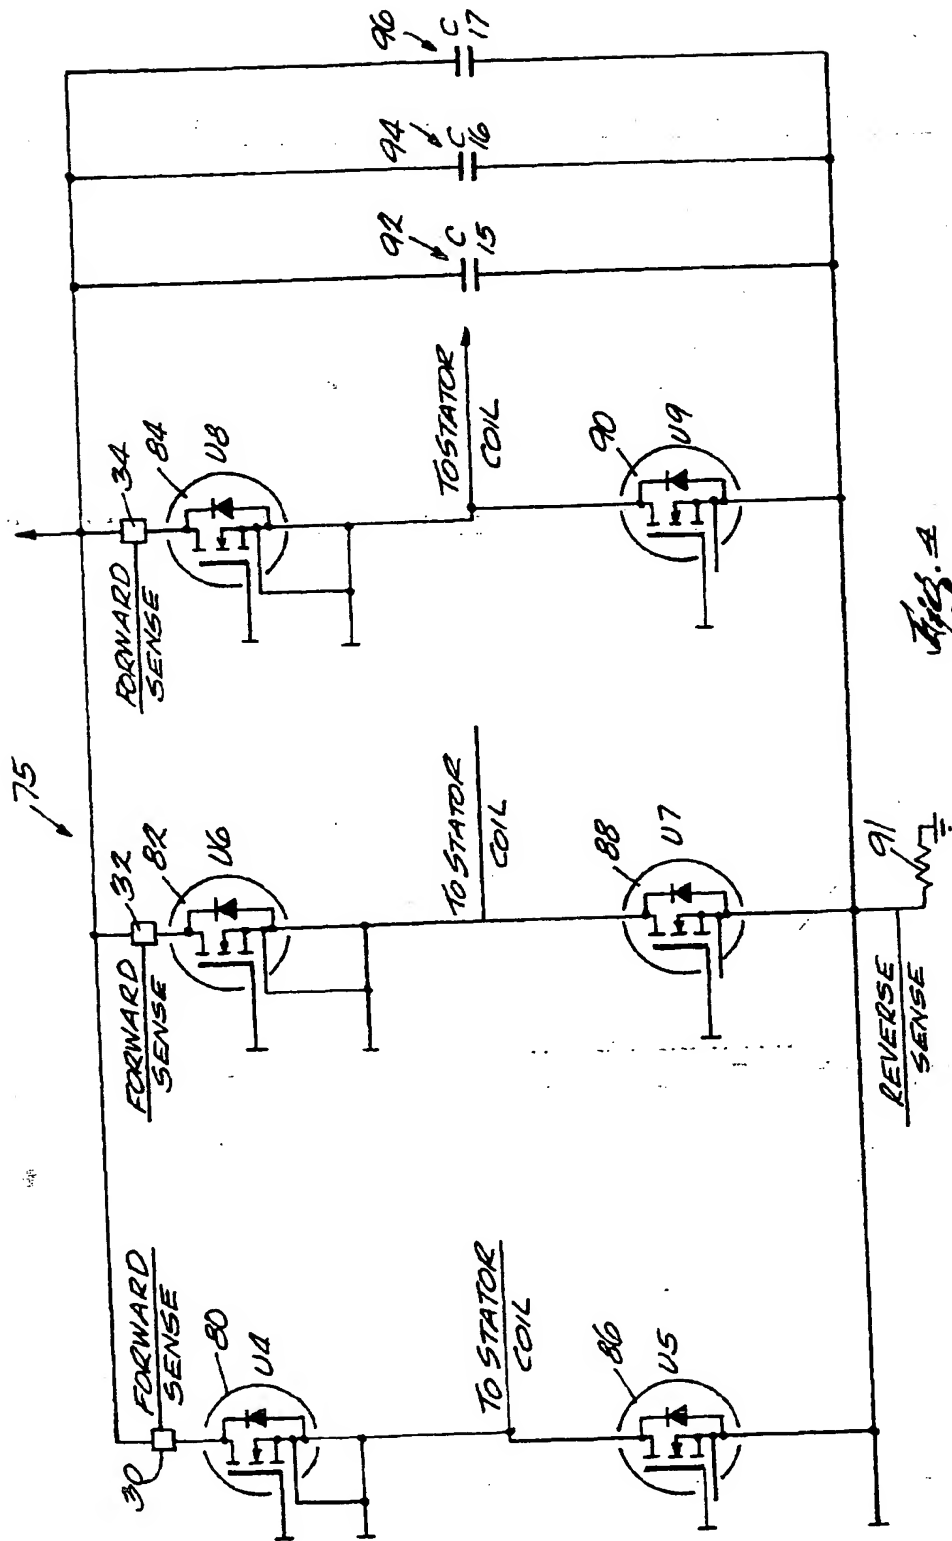 75
30
FORWARD
SENSE
80
U4
32
FORWARD
SENSE
82
U6
FORWARD
SENSE
34
84
U8
TO STATOR
COIL
TO STATOR
COIL
TO STATOR
COIL
92
C
15
94
C
16
96
C
17
86
U5
88
U7
90
U9
REVERSE
SENSE
91
Fig. 4